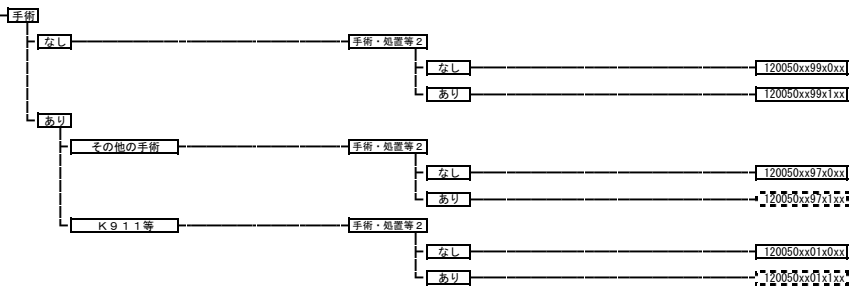 手術
なし
手術・処置等２
なし
120050xx99x0xx
あり
120050xx99x1xx
あり
その他の手術
手術・処置等２
なし
120050xx97x0xx
あり
120050xx97x1xx
Ｋ９１１等
手術・処置等２
なし
120050xx01x0xx
あり
120050xx01x1xx